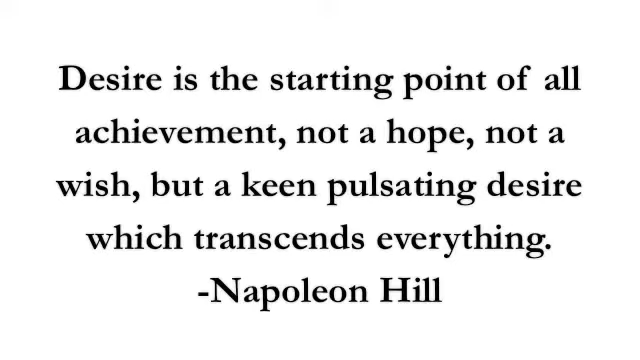 Desire is the starting point of all
achievement, not a hope, not a
wish, but a keen pulsating desire
which transcends everything.
-Napoleon Hill